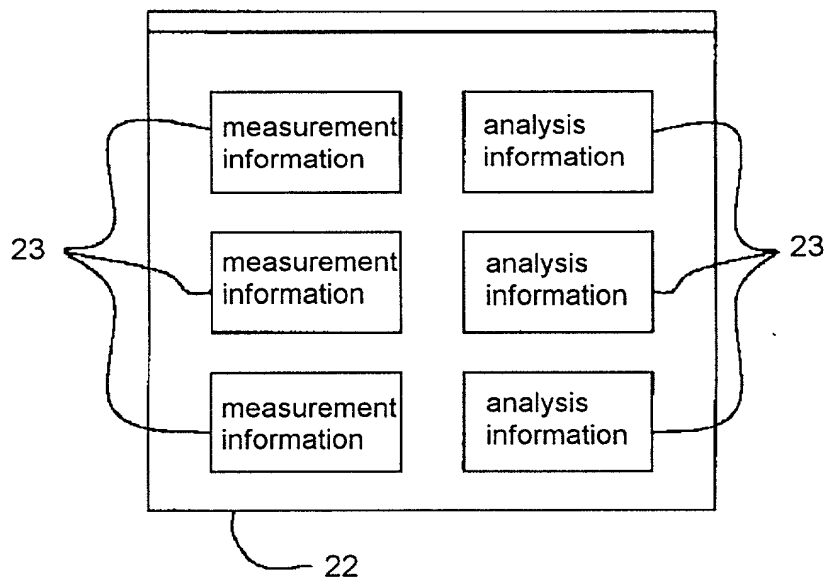 measurement
information
analysis
information
23
measurement
information
analysis
information
23
measurement
information
analysis
information
22